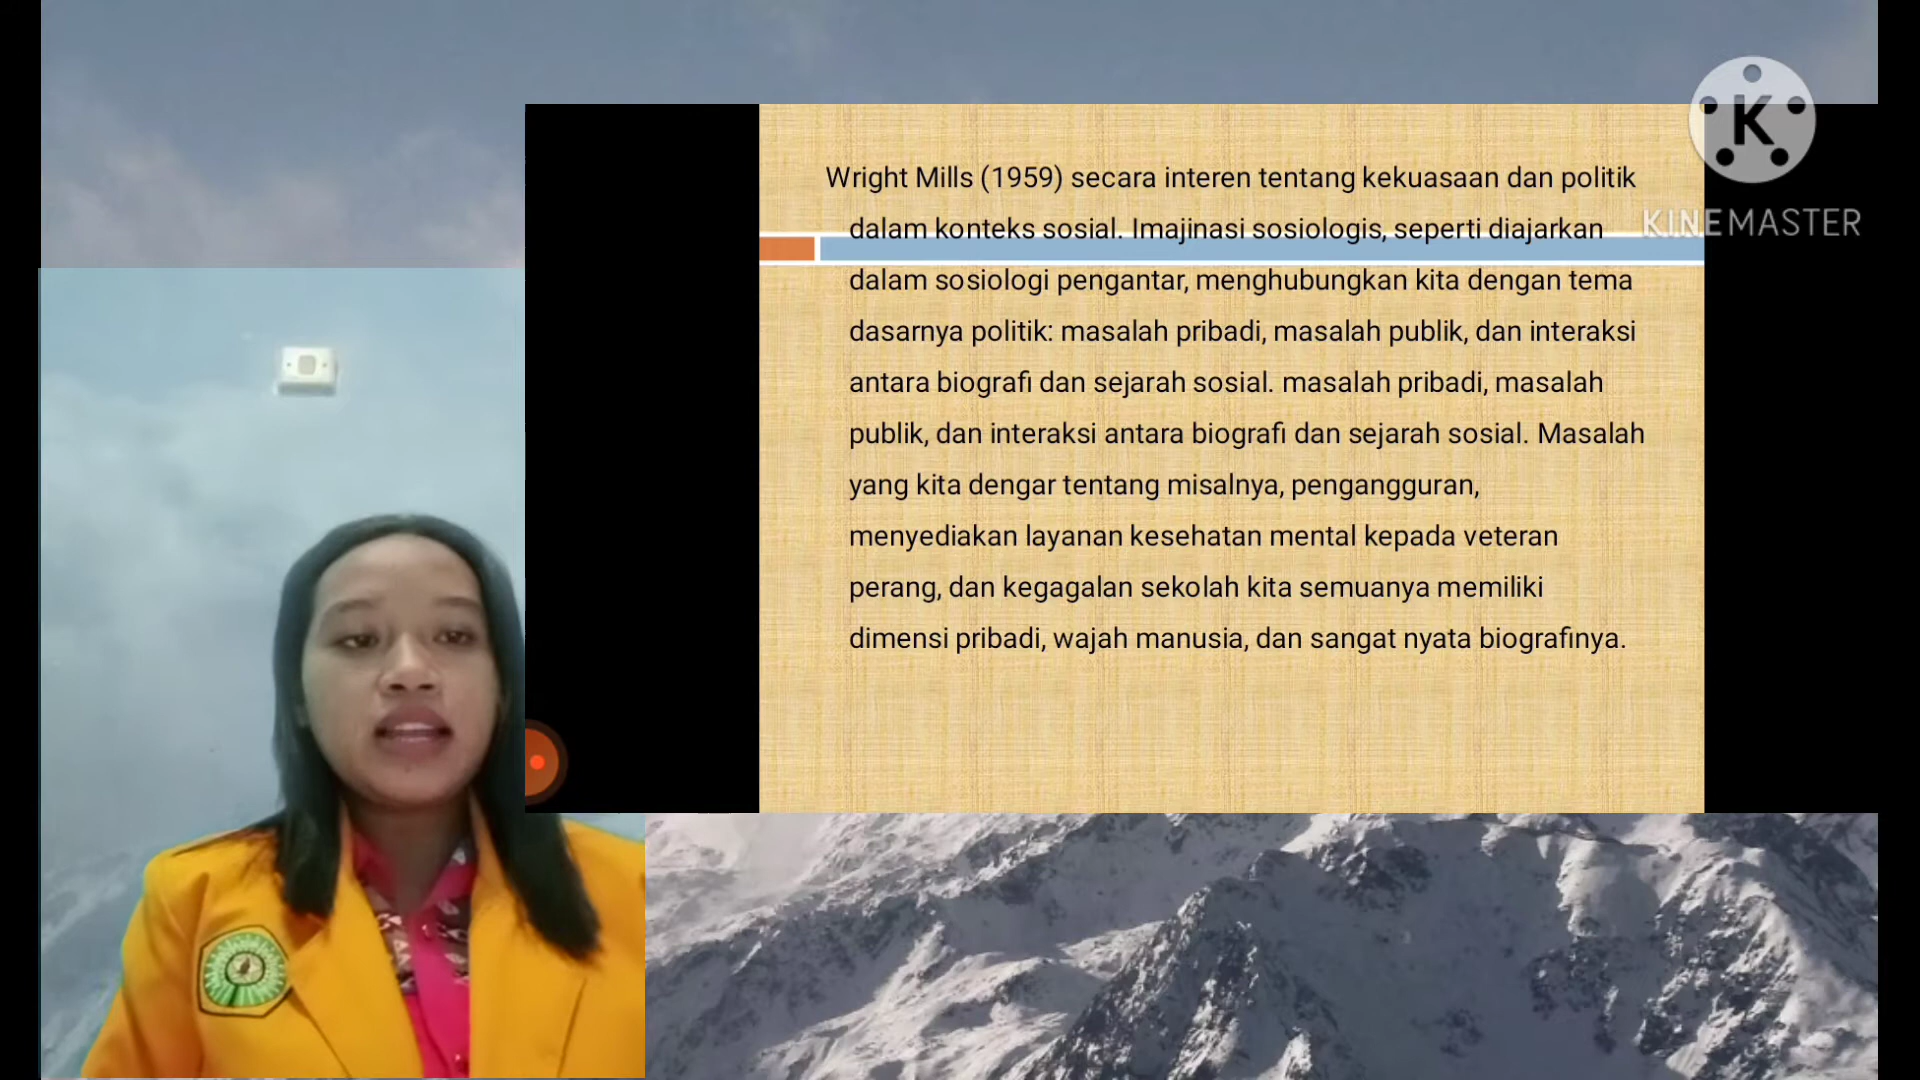 Wright Mills (1959) secara interen tentang kekuasaan dan politik
dalam konteks sosial. Imajinasi sosiologis, seperti diajarkan
dalam sosiologi pengantar, menghubungkan kita dengan tema
dasarnya politik: masalah pribadi, masalah publik, dan interaksi
antara biografi dan sejarah sosial. masalah pribadi, masalah
publik, dan interaksi antara biografi dan sejarah sosial. Masalah
yang kita dengar tentang misalnya, pengangguran,
menyediakan layanan kesehatan mental kepada veteran
perang, dan kegagalan sekolah kita semuanya memiliki
dimensi pribadi, wajah manusia, dan sangat nyata biografinya.
K
KINEMASTER